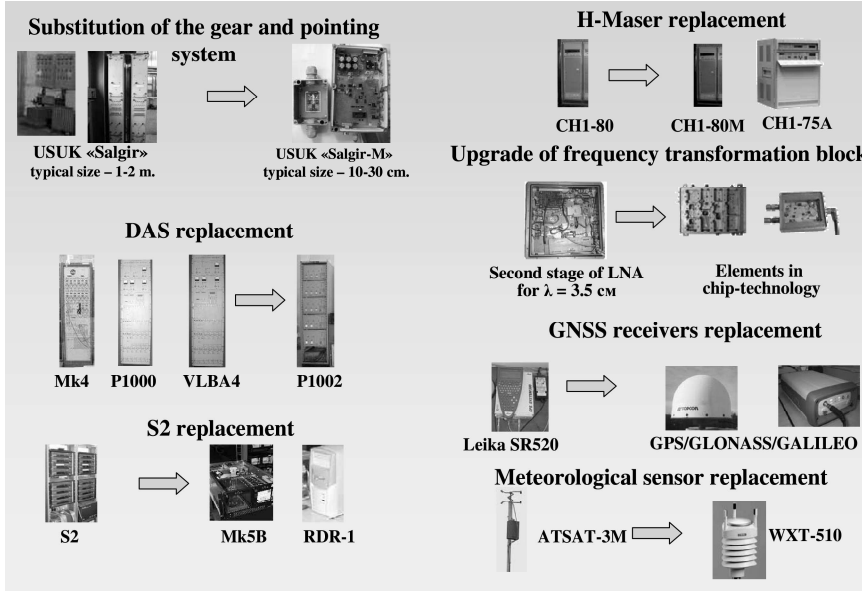 Substitution of the gear and pointing
system
USUK «Salgir»
typical size – 1-2 m.
USUK «Salgir-M»
typical size – 10-30 cm.
DAS replacement
Mk4 P1000 VLBA4 P1002
S2 replacement
S2 Mk5B RDR-1
H-Maser replacement
CH1-80 CH1-80M CH1-75A
Upgrade of frequency transformation block
Second stage of LNA
for λ = 3.5 см
Elements in
chip-technology
GNSS receivers replacement
TOPCON
Leika SR520 GPS/GLONASS/GALILEO
Meteorological sensor replacement
ATSAT-3M WXT-510